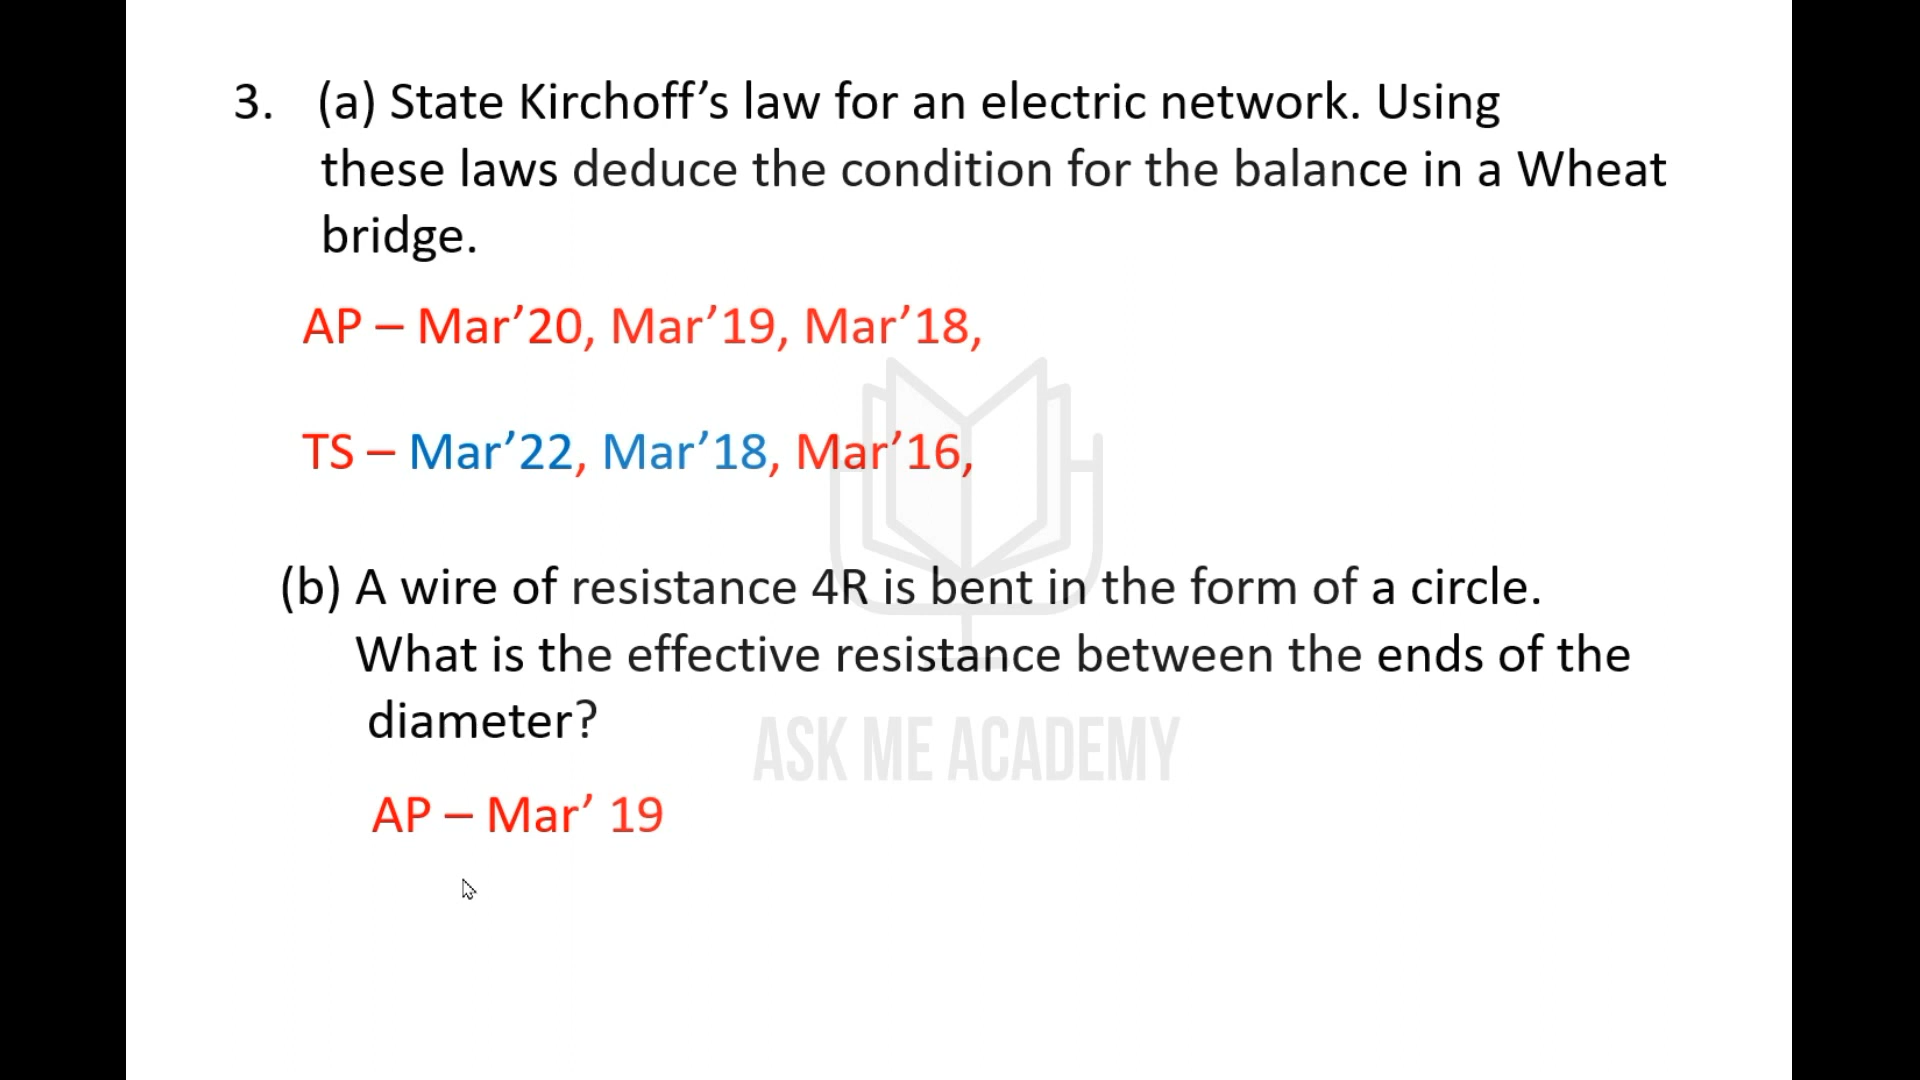 3. (a) State Kirchoff’s law for an electric network. Using
these laws deduce the condition for the balance in a Wheat
bridge.
AP – Mar’20, Mar’19, Mar’18,
TS – Mar’22, Mar’18, Mar’16,
(b) A wire of resistance 4R is bent in the form of a circle.
What is the effective resistance between the ends of the
diameter?
ASK ME ACADEMY
AP – Mar’ 19